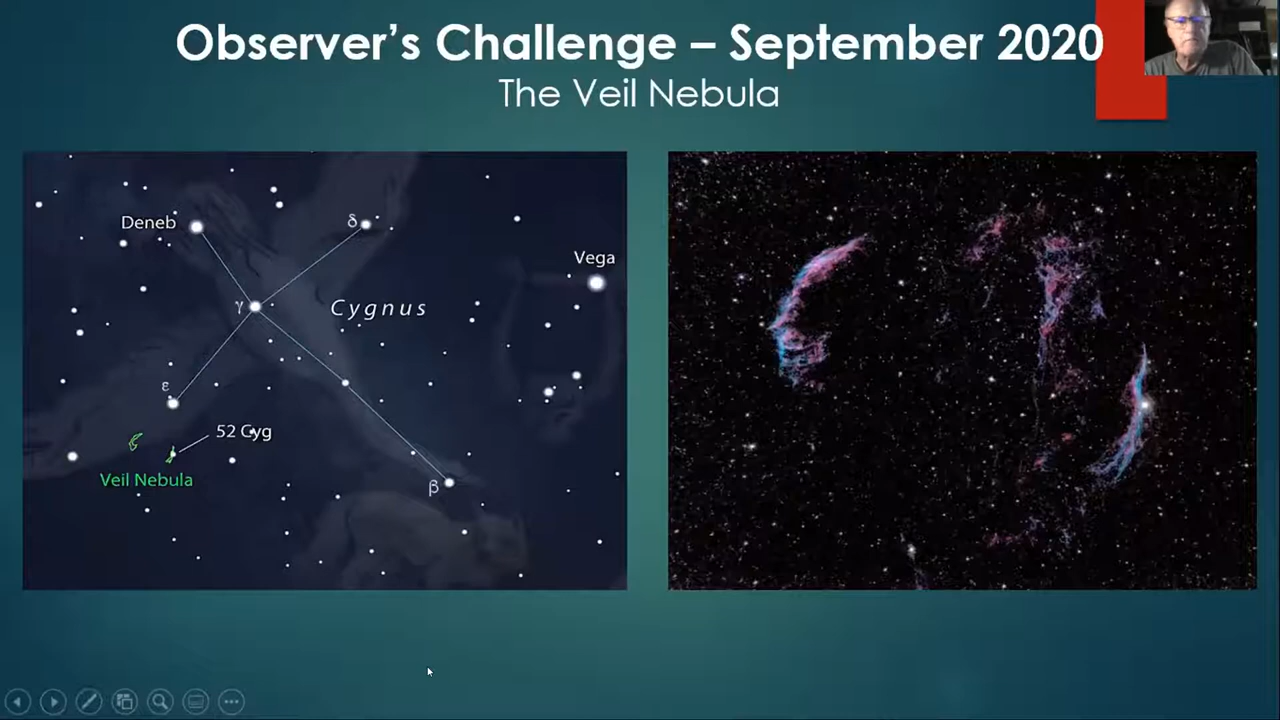 Observer's Challenge – September 2020
The Veil Nebula
Deneb
δ
Vega
γ
Cygnus
ε
52 Cyg
Veil Nebula
β